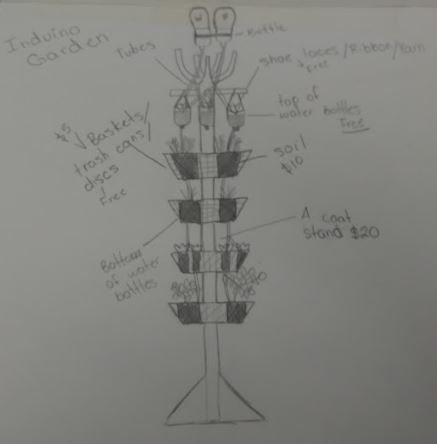 Induino
Garden
Tubes
Bottle
shoe laces/Ribbon/Yarn
free
top of
water bottles
Free
$5
Baskets/
trash cans/
discs
Free
soil
$10
A coat
stand $20
Bottom
of water
bottles